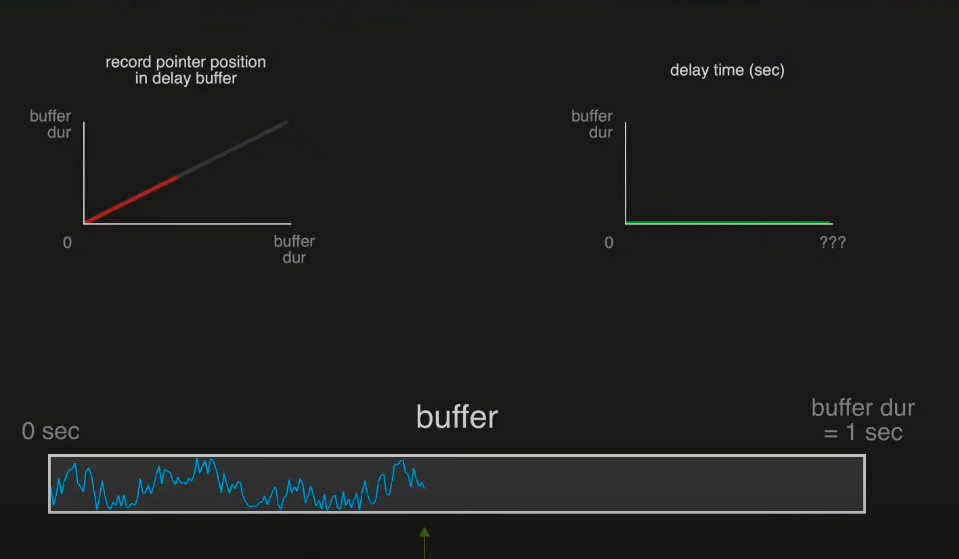 record pointer position
in delay buffer
buffer
dur
0
buffer
dur
delay time (sec)
buffer
dur
0
???
buffer
0 sec
buffer dur
= 1 sec